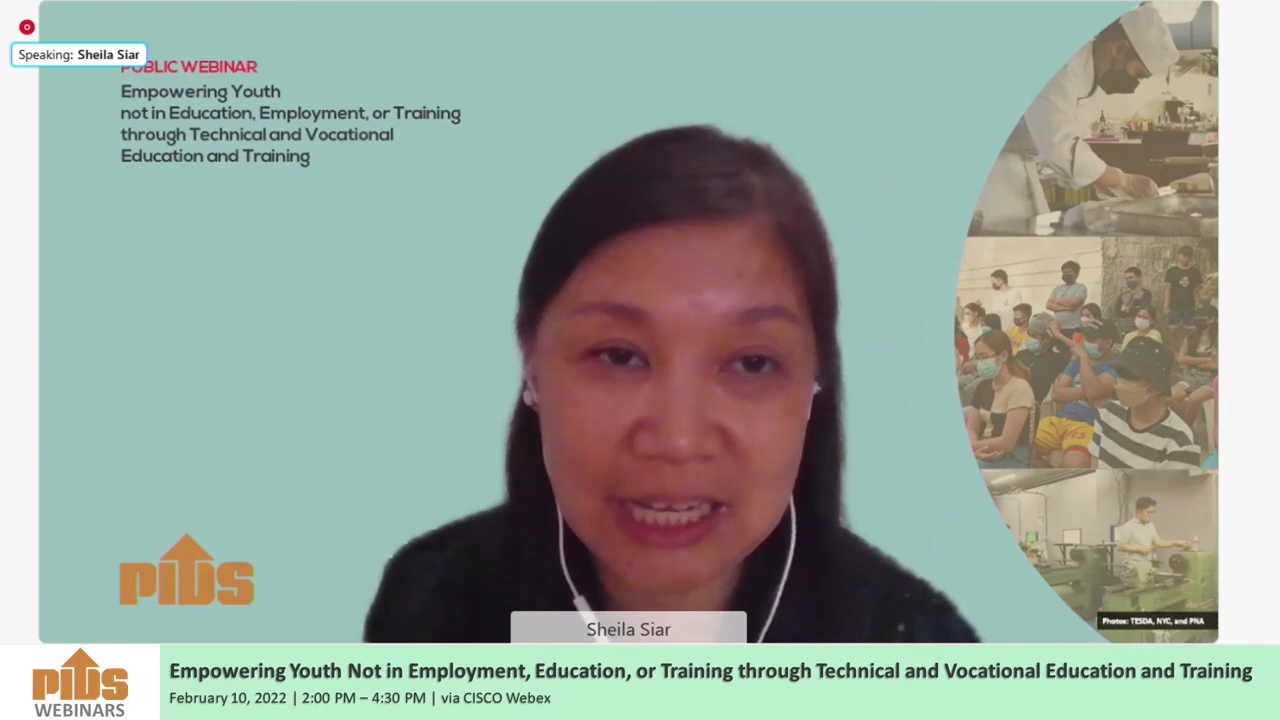 Speaking: Sheila Siar
PUBLIC WEBINAR
Empowering Youth
not in Education, Employment, or Training
through Technical and Vocational
Education and Training
PIDS
Sheila Siar
Photos: TESDA, NYC, and PNA
PIDS
WEBINARS
Empowering Youth Not in Employment, Education, or Training through Technical and Vocational Education and Training
February 10, 2022 | 2:00 PM – 4:30 PM | via CISCO Webex